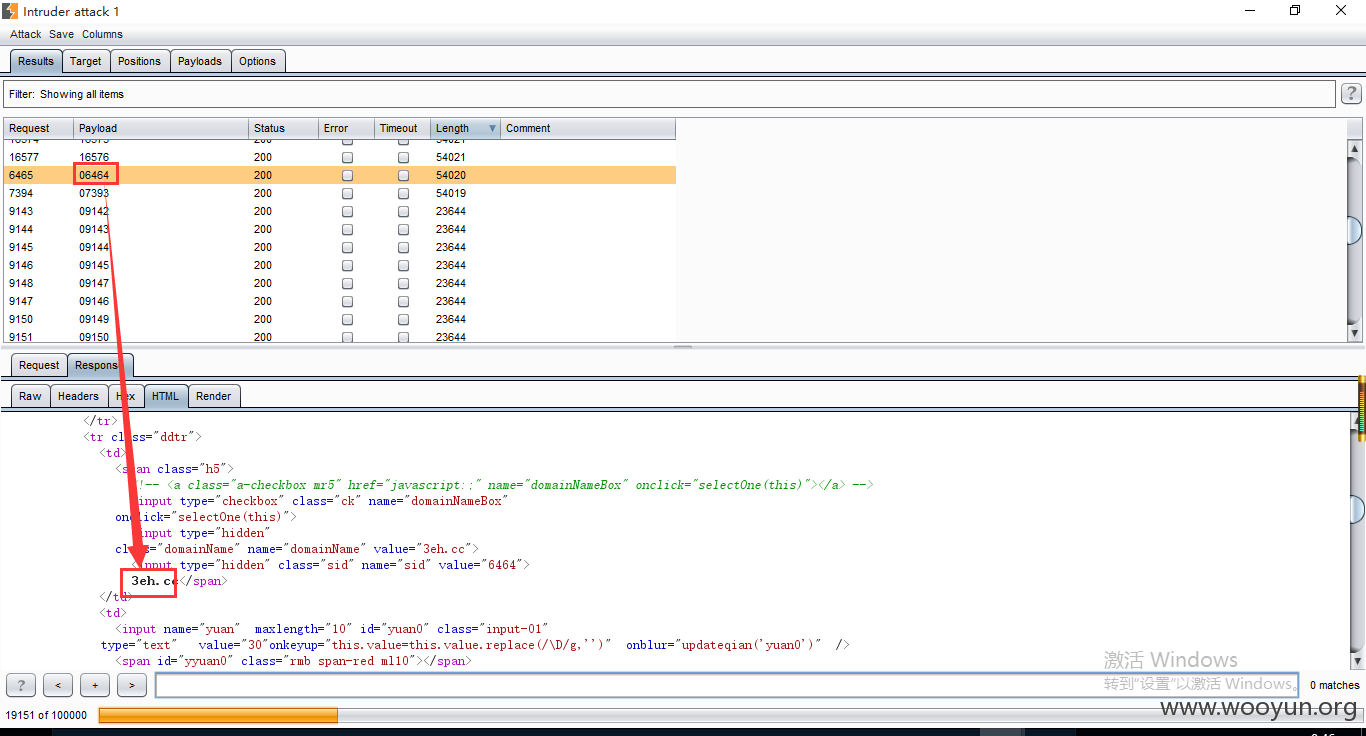 Intruder attack 1
Attack Save Columns
Results Target Positions Payloads Options
Filter: Showing all items ?
Request Payload Status Error Timeout Length Comment
16577 16576 200 54021
6465 06464 200 54020
7394 07393 200 54019
9143 09142 200 23644
9144 09143 200 23644
9145 09144 200 23644
9146 09145 200 23644
9148 09147 200 23644
9147 09146 200 23644
9150 09149 200 23644
9151 09150 200 23644
Request Response
Raw Headers Hex HTML Render
</tr>
<tr class="ddtr">
<td>
<span class="h5">
<!-- <a class="a-checkbox mr5" href="javascript:;" name="domainNameBox" onclick="selectOne(this)"></a> -->
<input type="checkbox" class="ck" name="domainNameBox"
onclick="selectOne(this)">
<input type="hidden"
class="domainName" name="domainName" value="3eh.cc">
<input type="hidden" class="sid" name="sid" value="6464">
3eh.cc</span>
</td>
<td>
<input name="yuan" maxlength="10" id="yuan0" class="input-01"
type="text" value="30"onkeyup="this.value=this.value.replace(/\D/g,'')" onblur="updateqian('yuan0')" />
<span id="yyuan0" class="rmb span-red ml10"></span>
激活 Windows
转到"设置"以激活 Windows。
? < + > 0 matches
www.wooyun.org
19151 of 100000